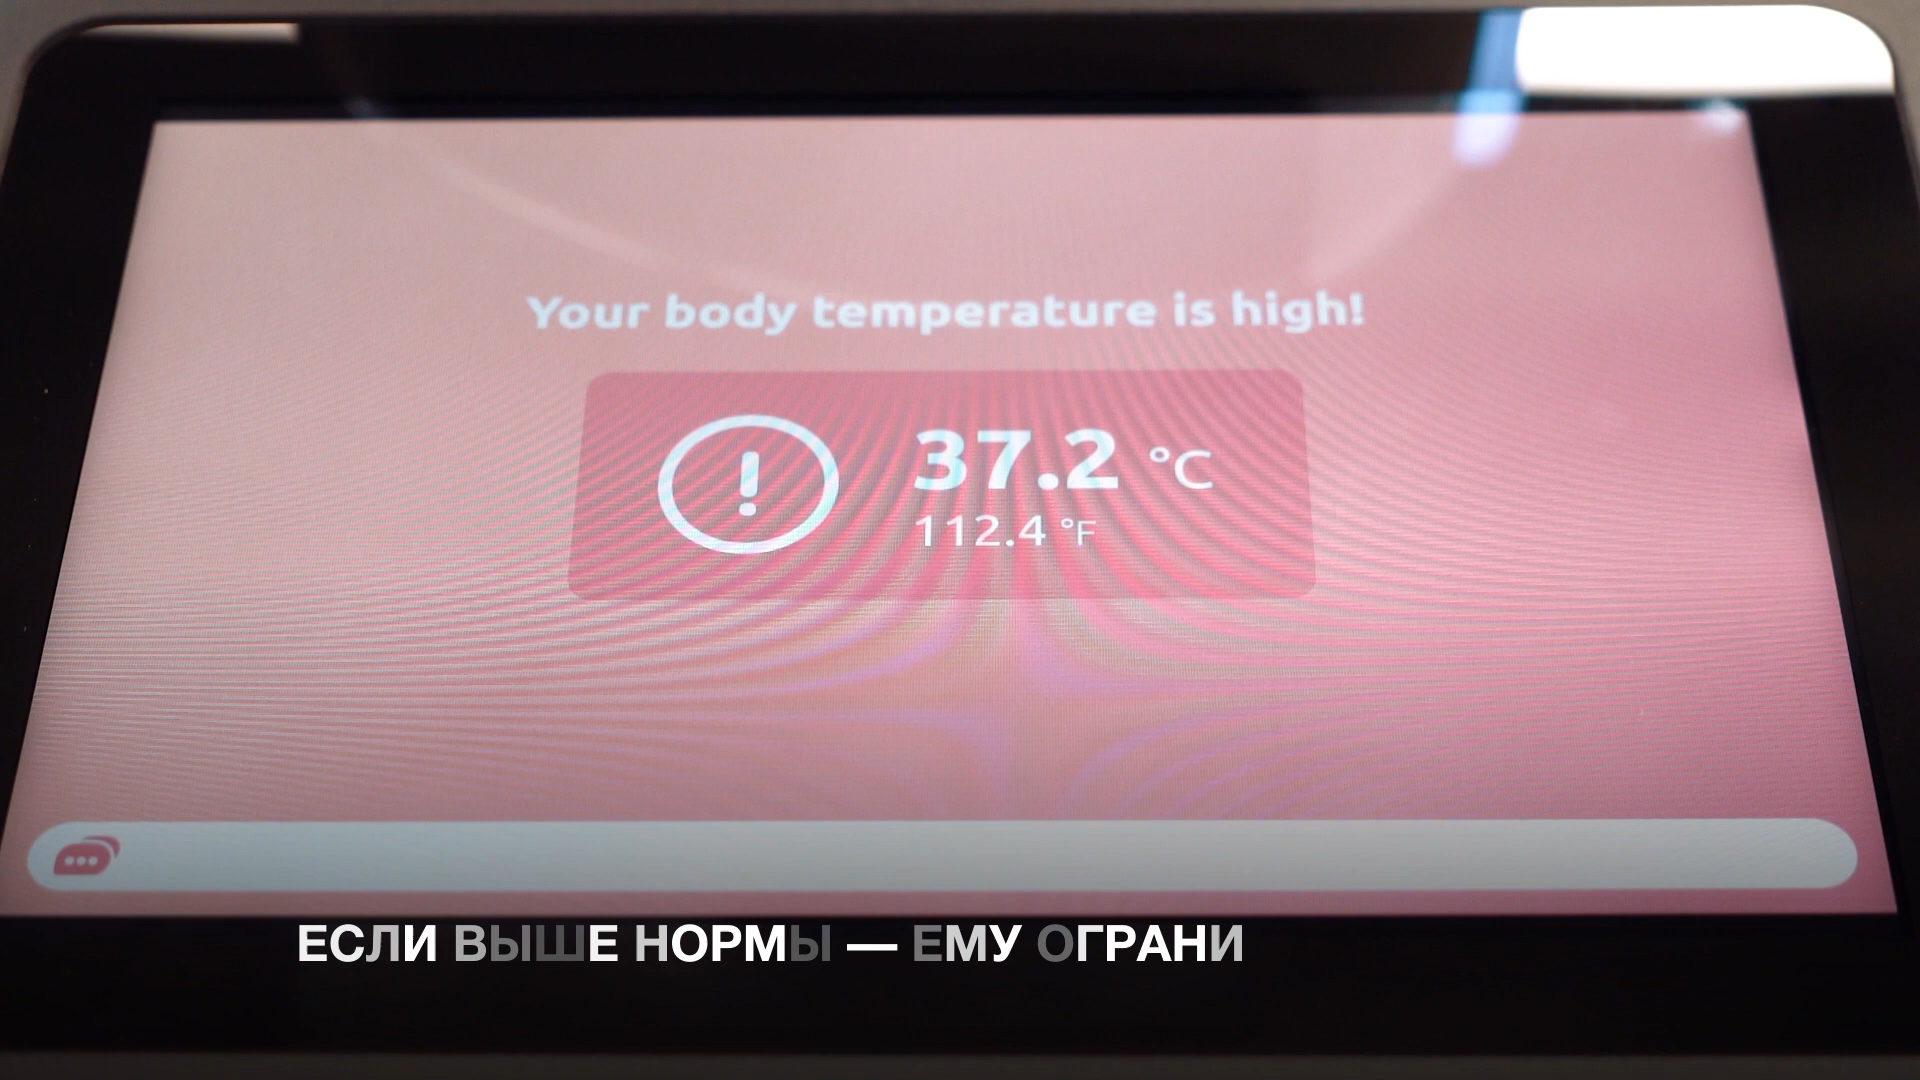 Your body temperature is high!
37.2 °C
112.4 °F
ЕСЛИ ВЫШЕ НОРМЫ — ЕМУ ОГРАНИ